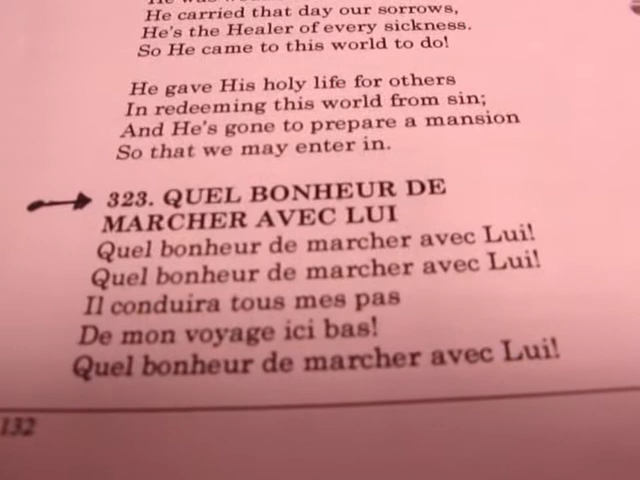 He carried that day our sorrows,
He's the Healer of every sickness.
So He came to this world to do!
He gave His holy life for others
In redeeming this world from sin;
And He's gone to prepare a mansion
So that we may enter in.
323. QUEL BONHEUR DE
MARCHER AVEC LUI
Quel bonheur de marcher avec Lui!
Quel bonheur de marcher avec Lui!
Il conduira tous mes pas
De mon voyage ici bas!
Quel bonheur de marcher avec Lui!
132